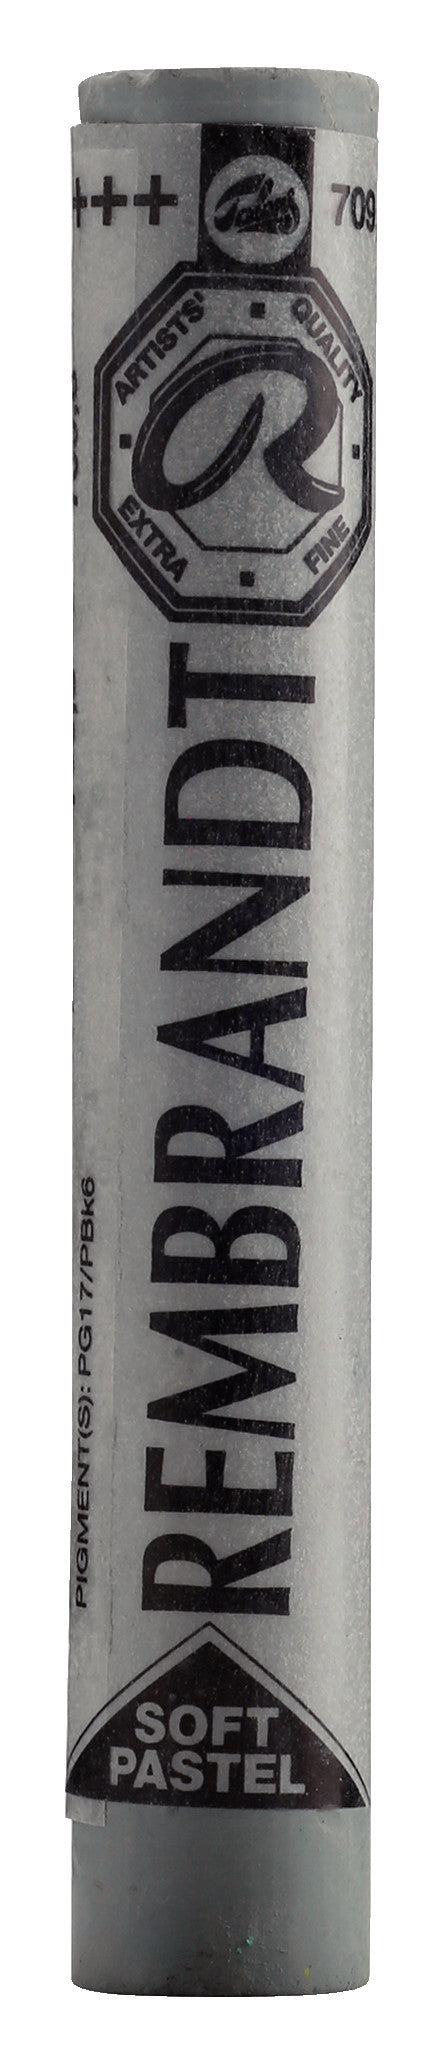 +++
Talens
709
ARTISTS' QUALITY
EXTRA FINE
REMBRANDT
PIGMENT(S): PG17/PBk6
SOFT
PASTEL